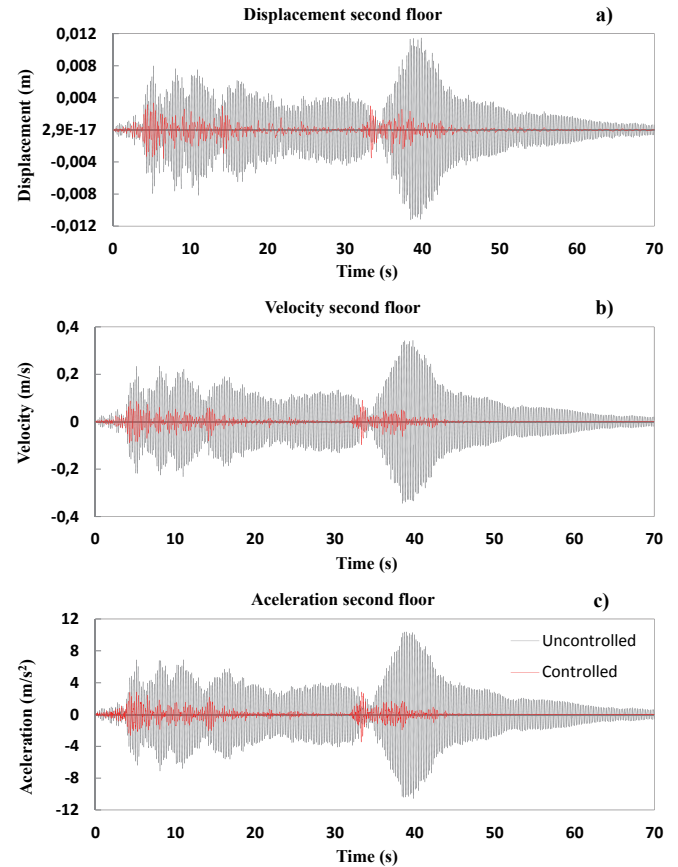 Displacement second floor
a)
Displacement (m)
0,012
0,008
0,004
2,9E-17
-0,004
-0,008
-0,012
0 10 20 30 40 50 60 70
Time (s)
Velocity second floor
b)
Velocity (m/s)
0,4
0,2
0
-0,2
-0,4
0 10 20 30 40 50 60 70
Time (s)
Aceleration second floor
c)
Aceleration (m/s²)
12
8
4
0
-4
-8
-12
Uncontrolled
Controlled
0 10 20 30 40 50 60 70
Time (s)